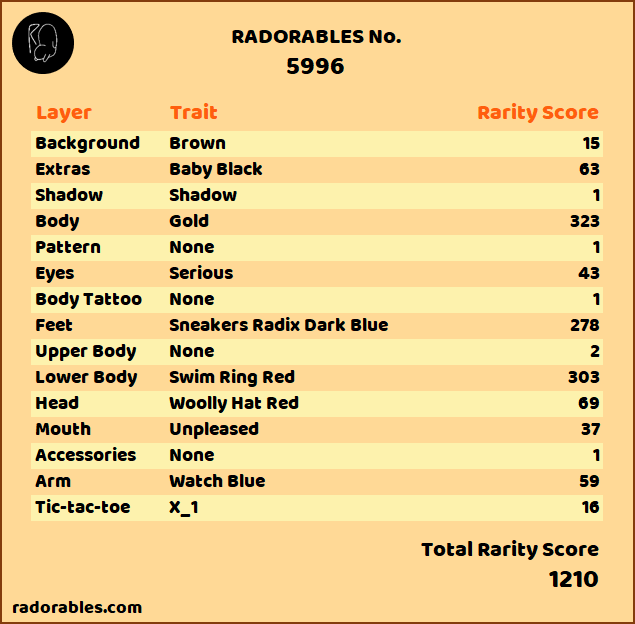 RADORABLES No.
5996
Layer Trait Rarity Score
Background Brown 15
Extras Baby Black 63
Shadow Shadow 1
Body Gold 323
Pattern None 1
Eyes Serious 43
Body Tattoo None 1
Feet Sneakers Radix Dark Blue 278
Upper Body None 2
Lower Body Swim Ring Red 303
Head Woolly Hat Red 69
Mouth Unpleased 37
Accessories None 1
Arm Watch Blue 59
Tic-tac-toe X_1 16
Total Rarity Score
1210
radorables.com